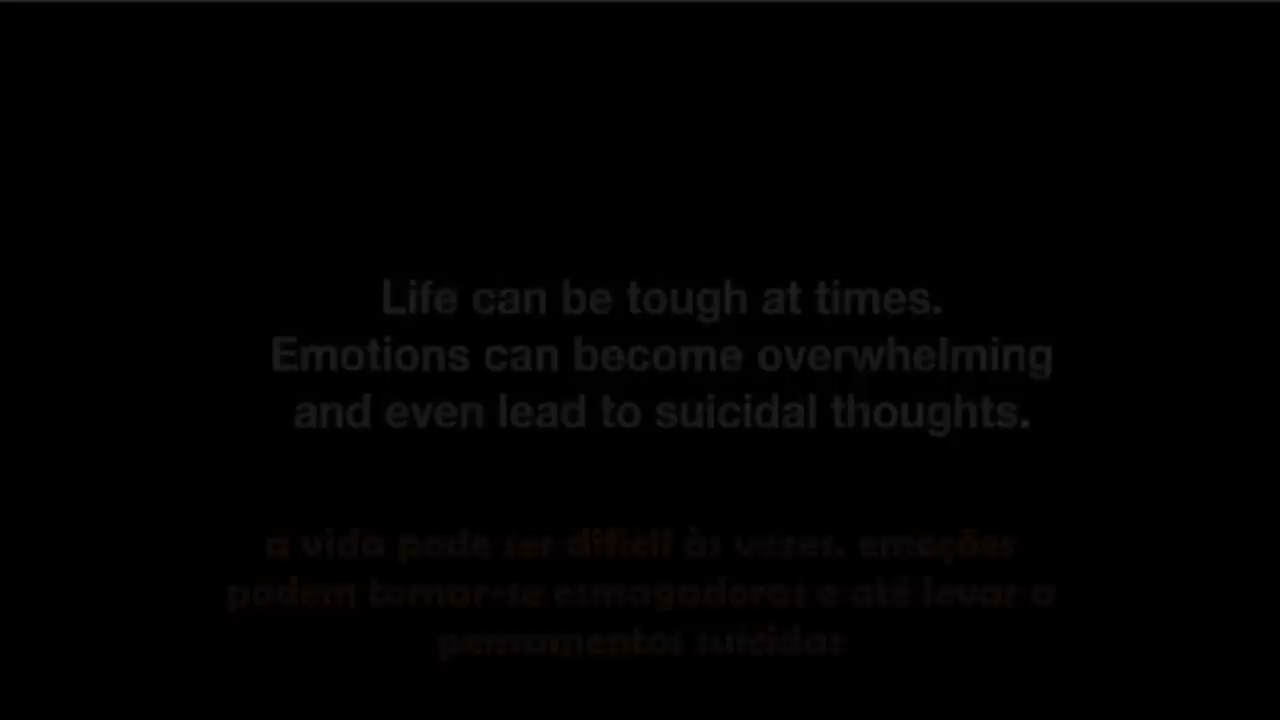 Life can be tough at times.
Emotions can become overwhelming
and even lead to suicidal thoughts.
a vida pode ser difícil às vezes. emoções
podem tornar-se esmagadoras e até levar a
pensamentos suicidas